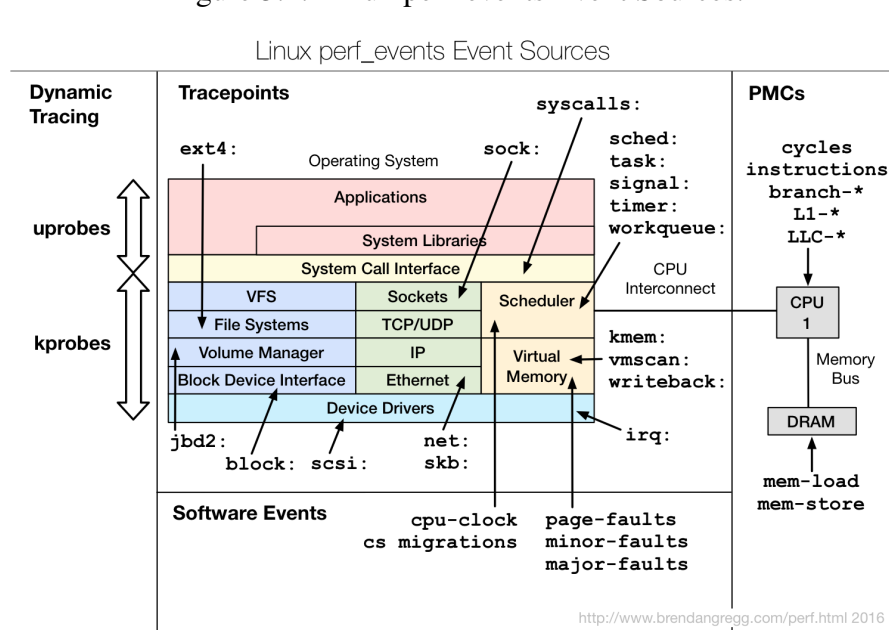 Linux perf_events Event Sources
Dynamic
Tracing
uprobes
kprobes
Tracepoints
syscalls:
ext4:
Operating System
sock:
sched:
task:
signal:
timer:
workqueue:
Applications
System Libraries
System Call Interface
VFS
Sockets
Scheduler
File Systems
TCP/UDP
Volume Manager
IP
Virtual
Memory
Block Device Interface
Ethernet
Device Drivers
CPU
Interconnect
kmem:
vmscan:
writeback:
jbd2:
block:
scsi:
net:
skb:
irq:
Software Events
cpu-clock
cs migrations
page-faults
minor-faults
major-faults
PMCs
cycles
instructions
branch-*
L1-*
LLC-*
CPU
1
Memory
Bus
DRAM
mem-load
mem-store
http://www.brendangregg.com/perf.html 2016